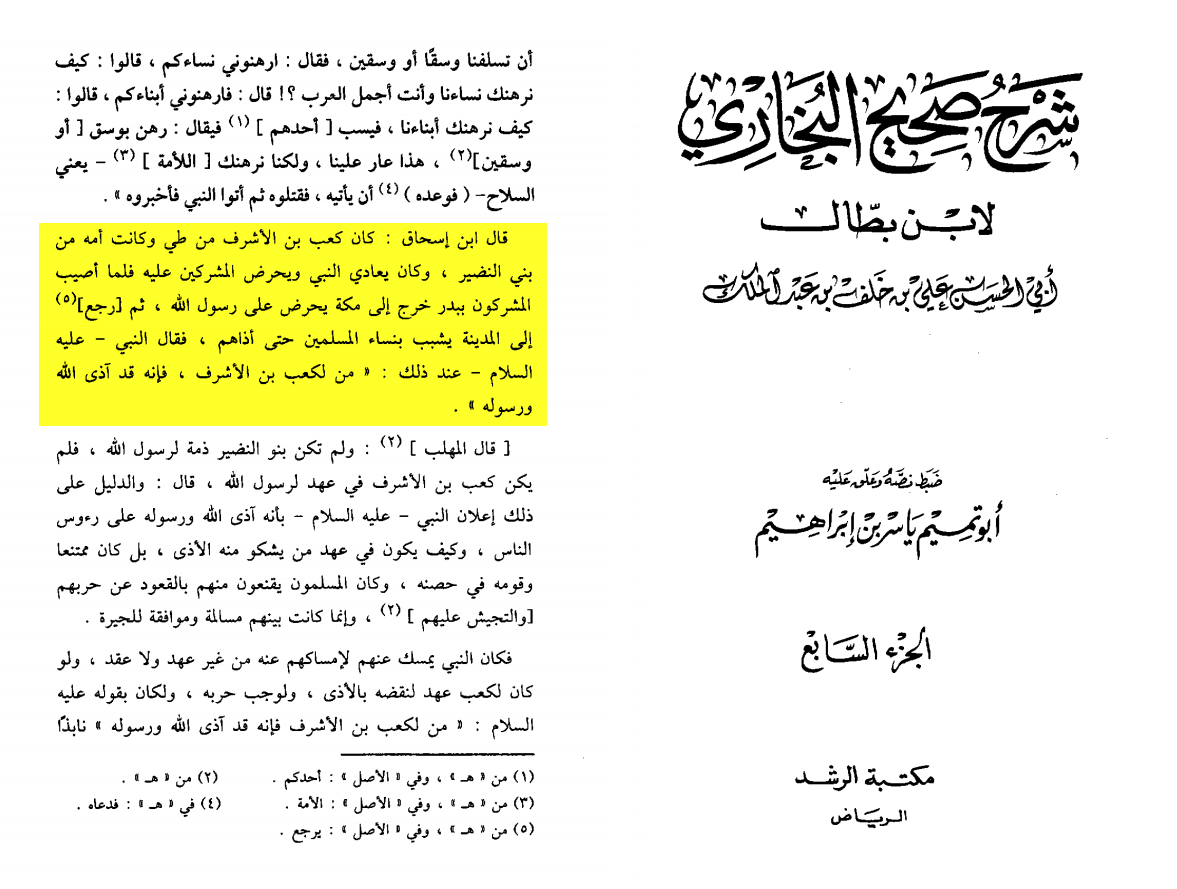 شرح صحيح البخاري
لابن بطال
أبي الحسن علي بن خلف بن عبد الملك
ضبط نصه وعلق عليه
أبو تميم ياسر بن إبراهيم
الجزء السابع
مكتبة الرشد
الرياض
أن تسلفنا وسقًا أو وسقين ، فقال : ارهنوني نساءكم ، قالوا : كيف
نرهنك نساءنا وأنت أجمل العرب ؟! قال : فارهنوني أبناءكم ، قالوا :
كيف نرهنك أبناءنا ، فيسب [ أحدهم ] (١) فيقال : رهن بوسق [ أو
وسقين](٢) ، هذا عار علينا ، ولكنا نرهنك [ اللأمة ] (٣) – يعني
السلاح– ( فوعده ) (٤) أن يأتيه ، فقتلوه ثم أتوا النبي فأخبروه » .
قال ابن إسحاق : كان كعب بن الأشرف من طي وكانت أمه من
بني النضير ، وكان يعادي النبي ويحرض المشركين عليه فلما أصيب
المشركون ببدر خرج إلى مكة يحرض على رسول الله ، ثم [رجع](٥)
إلى المدينة يشبب بنساء المسلمين حتى أذاهم ، فقال النبي – عليه
السلام – عند ذلك : « من لكعب بن الأشرف ، فإنه قد آذى الله
ورسوله » .
[ قال المهلب ] (٢) : ولم تكن بنو النضير ذمة لرسول الله ، فلم
يكن كعب بن الأشرف في عهد لرسول الله ، قال : والدليل على
ذلك إعلان النبي – عليه السلام – بأنه آذى الله ورسوله على رءوس
الناس ، وكيف يكون في عهد من يشكو منه الأذى ، بل كان ممتنعا
وقومه في حصنه ، وكان المسلمون يقنعون منهم بالقعود عن حربهم
[والتجيش عليهم ] (٢) ، وإنما كانت بينهم مسالمة وموافقة للجيرة .
فكان النبي يمسك عنهم لإمساكهم عنه من غير عهد ولا عقد ، ولو
كان لكعب عهد لنقضه بالأذى ، ولوجب حربه ، ولكان بقوله عليه
السلام : « من لكعب بن الأشرف فإنه قد آذى الله ورسوله » نابذًا
(١) من « هـ » ، وفي « الأصل » : أحدكم . (٢) من « هـ » .
(٣) من « هـ » ، وفي « الأصل » : الأمة . (٤) في « هـ » : فدعاه .
(٥) من « هـ » ، وفي « الأصل » : يرجع .